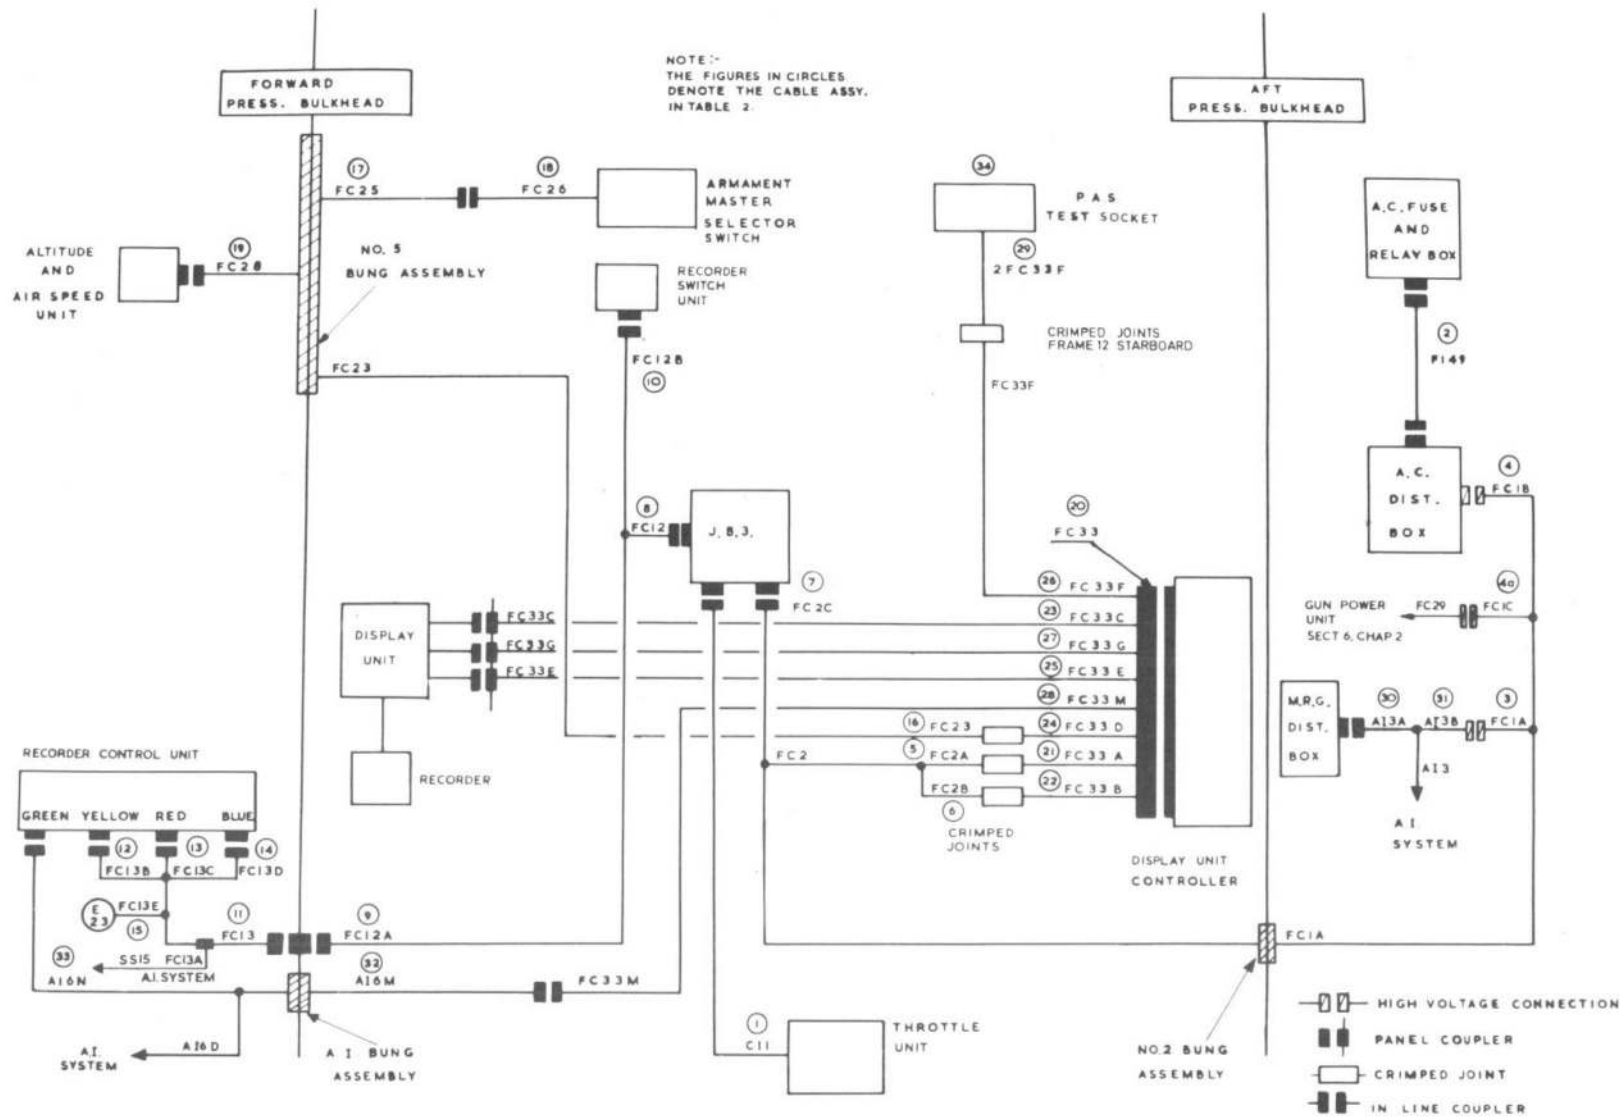 FORWARD
PRESS. BULKHEAD
NOTE:-
THE FIGURES IN CIRCLES
DENOTE THE CABLE ASSY.
IN TABLE 2.
AFT
PRESS. BULKHEAD
17
FC25
18
FC26
ARMAMENT
MASTER
SELECTOR
SWITCH
34
P.A.S
TEST SOCKET
A.C. FUSE
AND
RELAY BOX
ALTITUDE
AND
AIR SPEED
UNIT
19
FC28
NO. 5
BUNG ASSEMBLY
RECORDER
SWITCH
UNIT
29
2FC33F
CRIMPED JOINTS
FRAME 12 STARBOARD
2
F149
FC23
FC12B
10
FC33F
A.C.
DIST.
BOX
4
FC1B
8
FC12
J.B.3.
20
FC33
7
FC2C
26 FC33F
23 FC33C
27 FC33G
25 FC33E
28 FC33M
4a
GUN POWER
UNIT
SECT 6, CHAP 2
FC29
FC1C
DISPLAY
UNIT
FC33C
FC33G
FC33E
M.R.G.
DIST.
BOX
30
AI3A
31
AI3B
3
FC1A
AI3
A.I.
SYSTEM
16 FC23
24 FC33D
FC2
5 FC2A
21 FC33A
FC2B
22 FC33B
6
CRIMPED
JOINTS
RECORDER
RECORDER CONTROL UNIT
GREEN YELLOW RED BLUE
12
13
14
FC13B
FC13C
FC13D
DISPLAY UNIT
CONTROLLER
E
23
FC13E
15
11
FC13
9
FC12A
FC1A
SS15
FC13A
A.I. SYSTEM
33
AI6N
32
AI6M
FC33M
AI6D
A.I.
SYSTEM
A.I. BUNG
ASSEMBLY
1
C11
THROTTLE
UNIT
NO.2 BUNG
ASSEMBLY
HIGH VOLTAGE CONNECTION
PANEL COUPLER
CRIMPED JOINT
IN LINE COUPLER